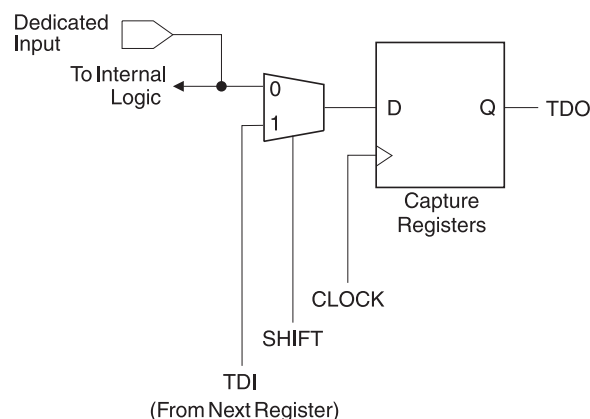 Dedicated
Input
To Internal
Logic
0
1
D
Q
TDO
Capture
Registers
CLOCK
SHIFT
TDI
(From Next Register)